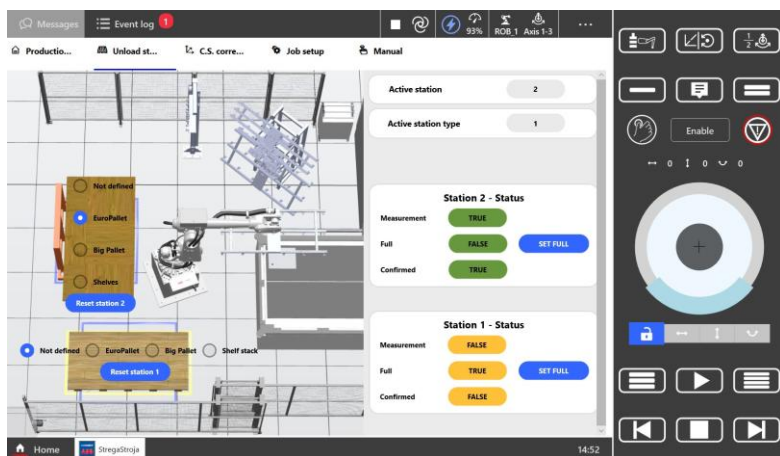 Messages
Event log 1
93%
ROB_1 Axis 1-3
...
Productio...
Unload st...
C.S. corre...
Job setup
Manual
Active station 2
Active station type 1
Not defined
EuroPallet
Big Pallet
Shelves
Reset station 2
Not defined EuroPallet Big Pallet Shelf stack
Reset station 1
Station 2 - Status
Measurement TRUE
Full FALSE SET FULL
Confirmed TRUE
Station 1 - Status
Measurement FALSE
Full TRUE SET FULL
Confirmed FALSE
Home
ABB
StregaStroja
14:52
1/2
Enable
0 0 0